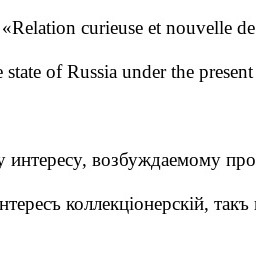 «Relation curieuse et nouvelle de
state of Russia under the present
интересу, возбуждаемому про
нтересъ коллекціонерскій, такъ